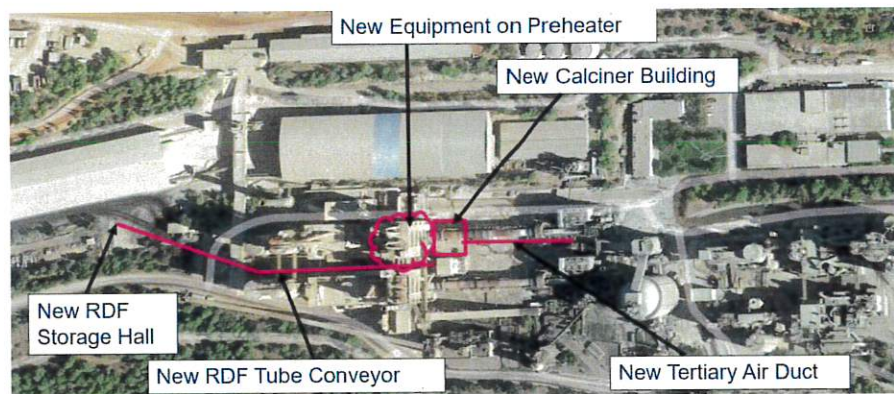 New Equipment on Preheater
New Calciner Building
New RDF
Storage Hall
New RDF Tube Conveyor
New Tertiary Air Duct